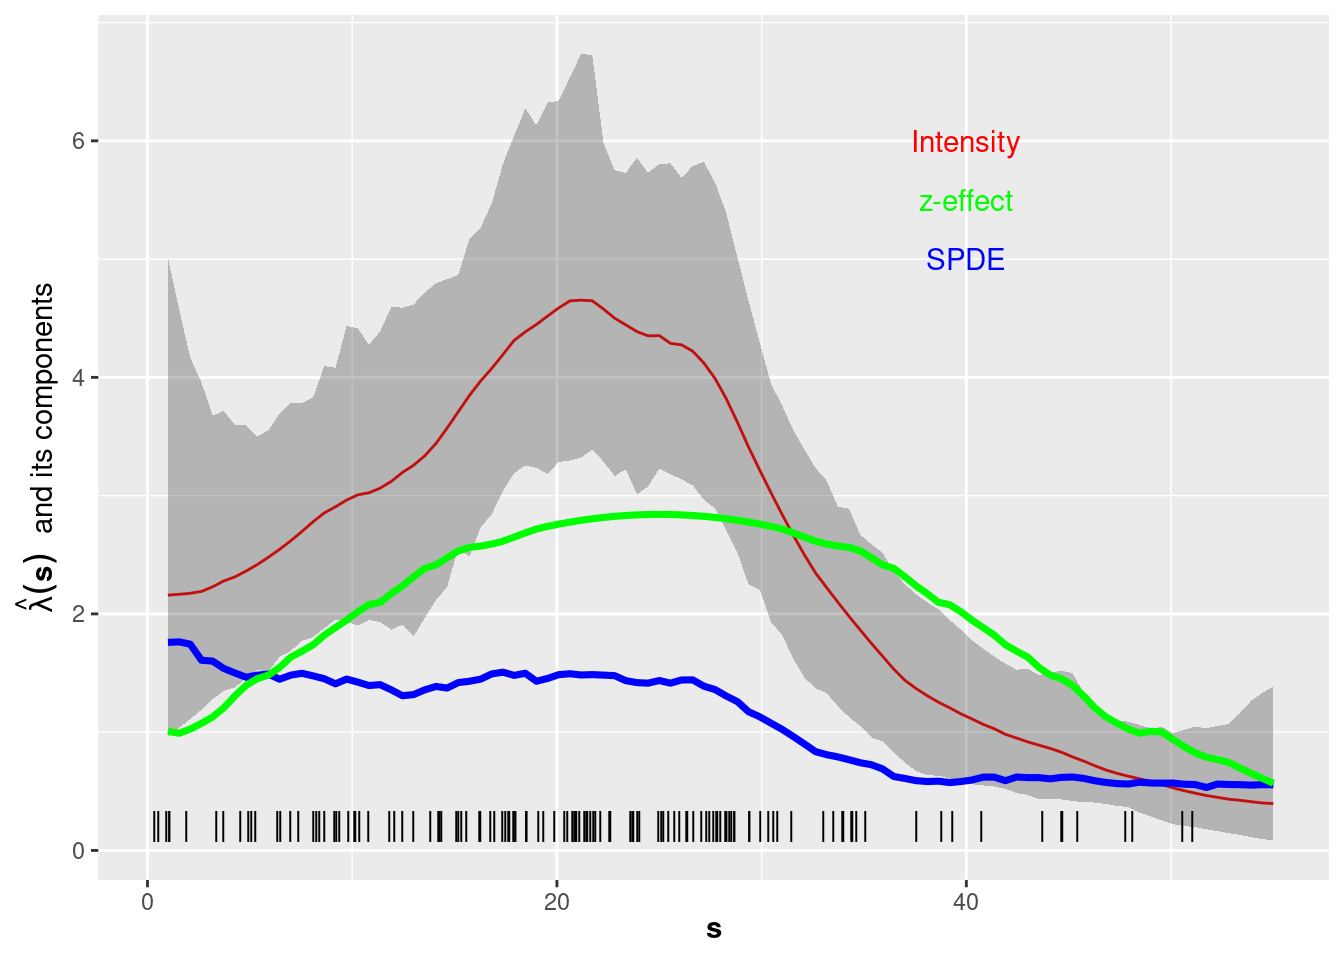 λ̂(s) and its components
6
4
2
0
Intensity
z-effect
SPDE
0 20 40
s